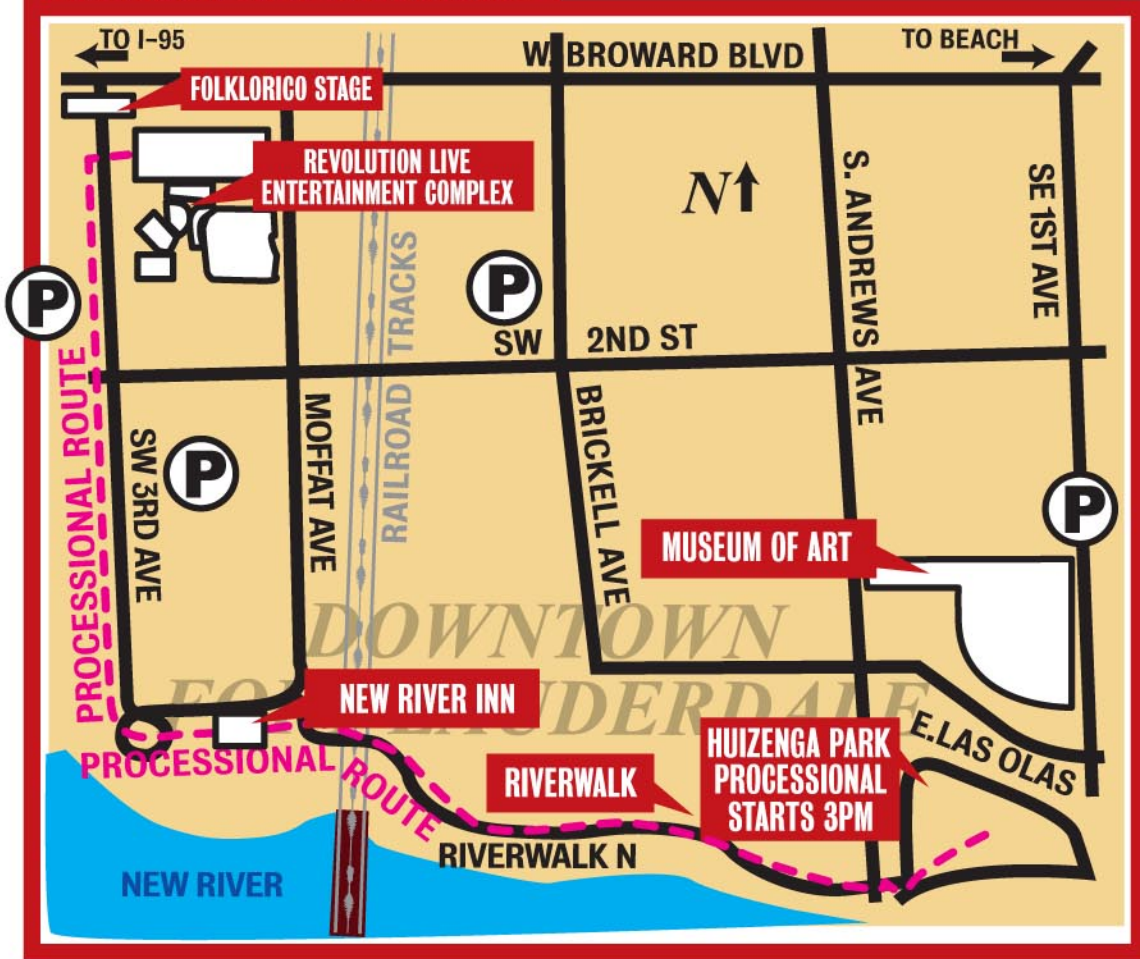 TO I-95
W. BROWARD BLVD
TO BEACH
FOLKLORICO STAGE
REVOLUTION LIVE
ENTERTAINMENT COMPLEX
N
S. ANDREWS AVE
SE 1ST AVE
RAILROAD TRACKS
P
P
SW 2ND ST
PROCESSIONAL ROUTE
SW 3RD AVE
P
MOFFAT AVE
BRICKELL AVE
P
MUSEUM OF ART
DOWNTOWN
FORT LAUDERDALE
NEW RIVER INN
PROCESSIONAL ROUTE
RIVERWALK
HUIZENGA PARK
PROCESSIONAL
STARTS 3PM
E. LAS OLAS
RIVERWALK N
NEW RIVER